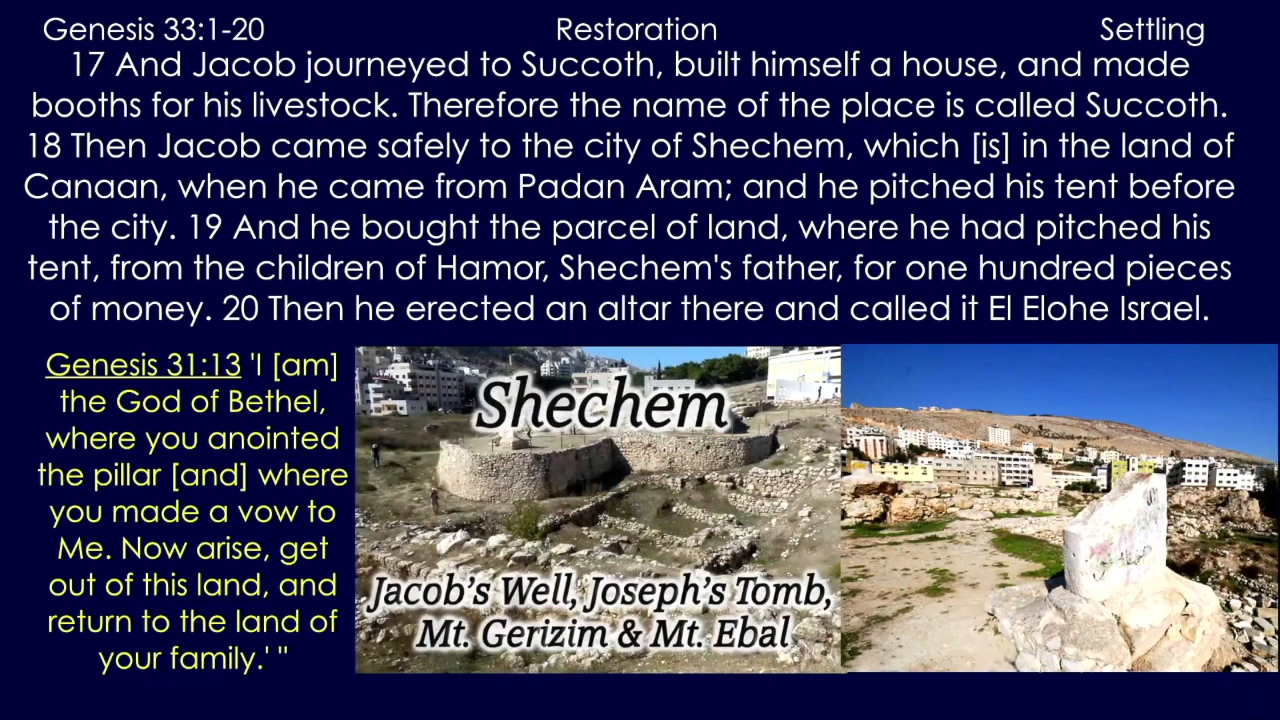 Genesis 33:1-20 Restoration Settling
17 And Jacob journeyed to Succoth, built himself a house, and made
booths for his livestock. Therefore the name of the place is called Succoth.
18 Then Jacob came safely to the city of Shechem, which [is] in the land of
Canaan, when he came from Padan Aram; and he pitched his tent before
the city. 19 And he bought the parcel of land, where he had pitched his
tent, from the children of Hamor, Shechem's father, for one hundred pieces
of money. 20 Then he erected an altar there and called it El Elohe Israel.
Genesis 31:13 'I [am]
the God of Bethel,
where you anointed
the pillar [and] where
you made a vow to
Me. Now arise, get
out of this land, and
return to the land of
your family.' "
Shechem
Jacob's Well, Joseph's Tomb,
Mt. Gerizim & Mt. Ebal